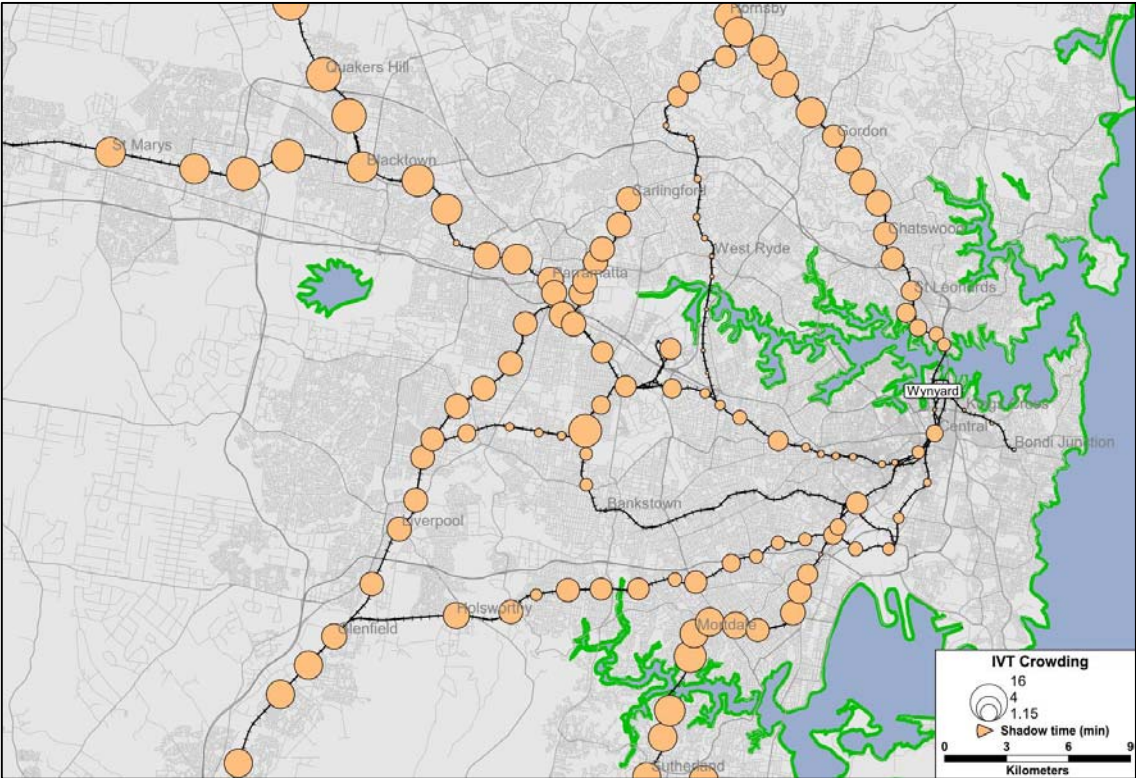 Hornsby
Quakers Hill
Gordon
St Marys
Blacktown
Carlingford
Chatswood
West Ryde
Parramatta
St Leonards
Wynyard
Kings Cross
Central
Bondi Junction
Bankstown
Liverpool
Holsworthy
Glenfield
Mortdale
Sutherland
IVT Crowding
16
4
1.15
Shadow time (min)
0 3 6 9
Kilometers